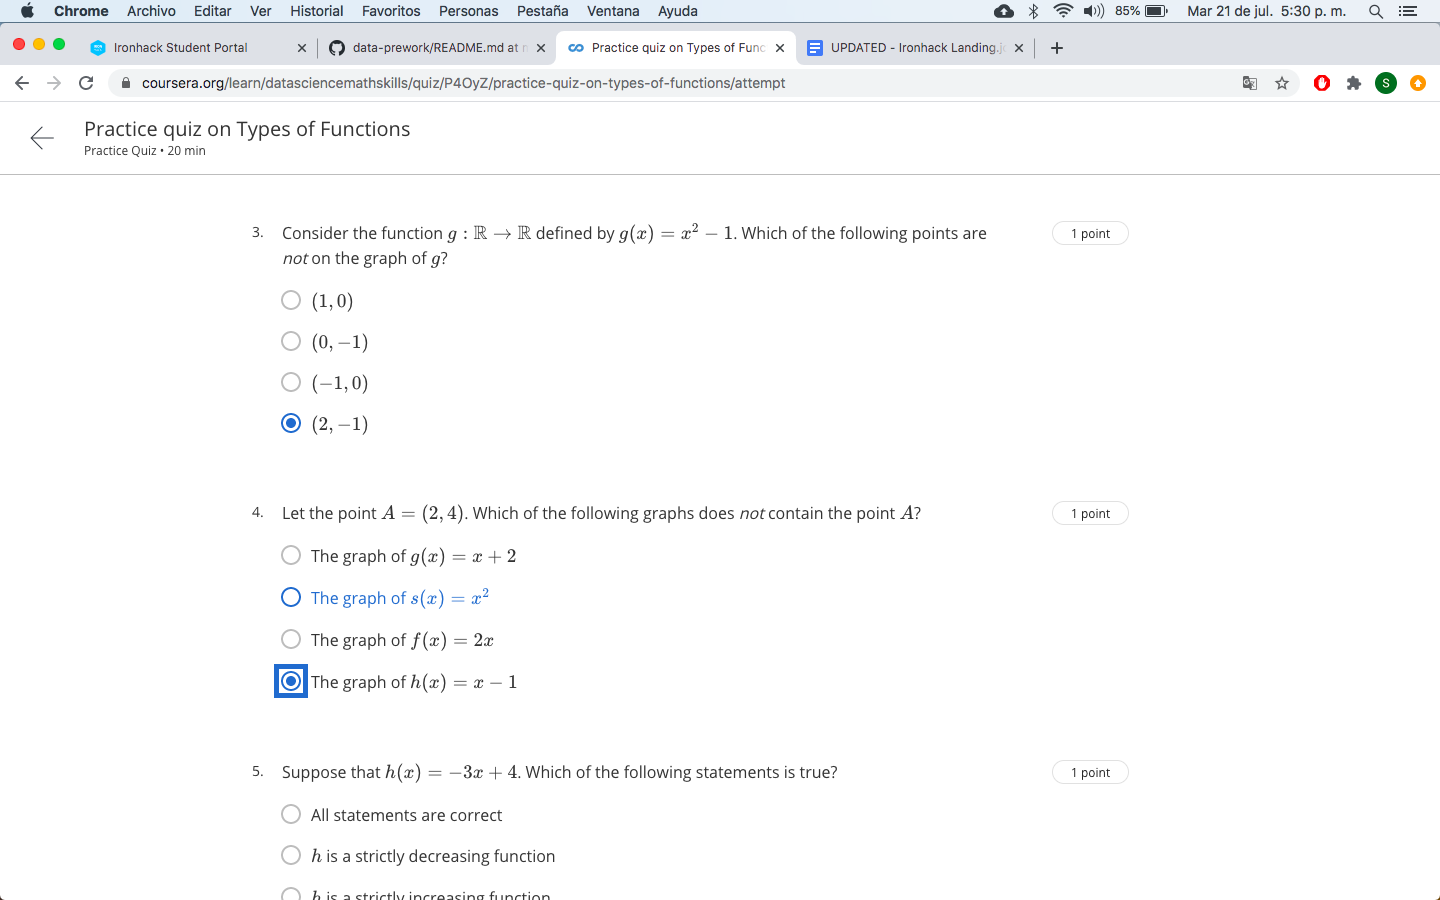 Chrome Archivo Editar Ver Historial Favoritos Personas Pestaña Ventana Ayuda 85% Mar 21 de jul. 5:30 p. m.
Ironhack Student Portal data-prework/README.md at Practice quiz on Types of Func UPDATED - Ironhack Landing.
coursera.org/learn/datasciencemathskills/quiz/P4OyZ/practice-quiz-on-types-of-functions/attempt S
Practice quiz on Types of Functions
Practice Quiz • 20 min
3. Consider the function g : ℝ → ℝ defined by g(x) = x² − 1. Which of the following points are 1 point
not on the graph of g?
(1, 0)
(0, −1)
(−1, 0)
(2, −1)
4. Let the point A = (2, 4). Which of the following graphs does not contain the point A? 1 point
The graph of g(x) = x + 2
The graph of s(x) = x²
The graph of f(x) = 2x
The graph of h(x) = x − 1
5. Suppose that h(x) = −3x + 4. Which of the following statements is true? 1 point
All statements are correct
h is a strictly decreasing function
h is a strictly increasing function